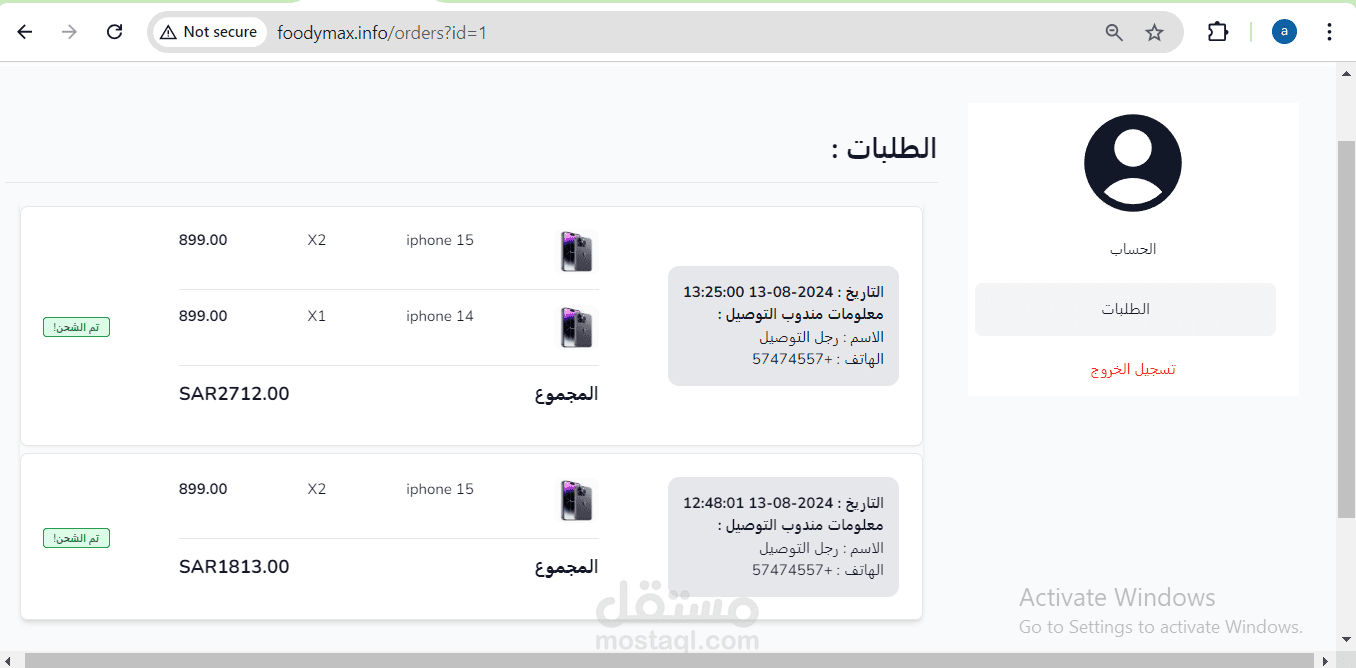 Not secure
foodymax.info/orders?id=1
a
الطلبات :
الحساب
الطلبات
تسجيل الخروج
التاريخ : 2024-08-13 13:25:00
معلومات مندوب التوصيل :
الاسم : رجل التوصيل
الهاتف : +57474557
iphone 15 X2 899.00
iphone 14 X1 899.00
المجموع SAR2712.00
تم الشحن!
التاريخ : 2024-08-13 12:48:01
معلومات مندوب التوصيل :
الاسم : رجل التوصيل
الهاتف : +57474557
iphone 15 X2 899.00
المجموع SAR1813.00
تم الشحن!
مستقل
mostaql.com
Activate Windows
Go to Settings to activate Windows.